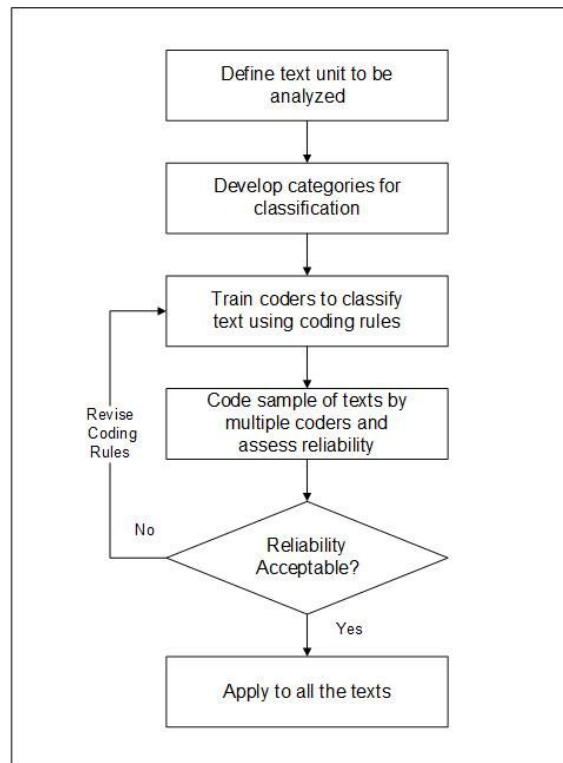 Define text unit to be
analyzed
Develop categories for
classification
Train coders to classify
text using coding rules
Code sample of texts by
multiple coders and
assess reliability
Revise
Coding
Rules
No
Reliability
Acceptable?
Yes
Apply to all the texts